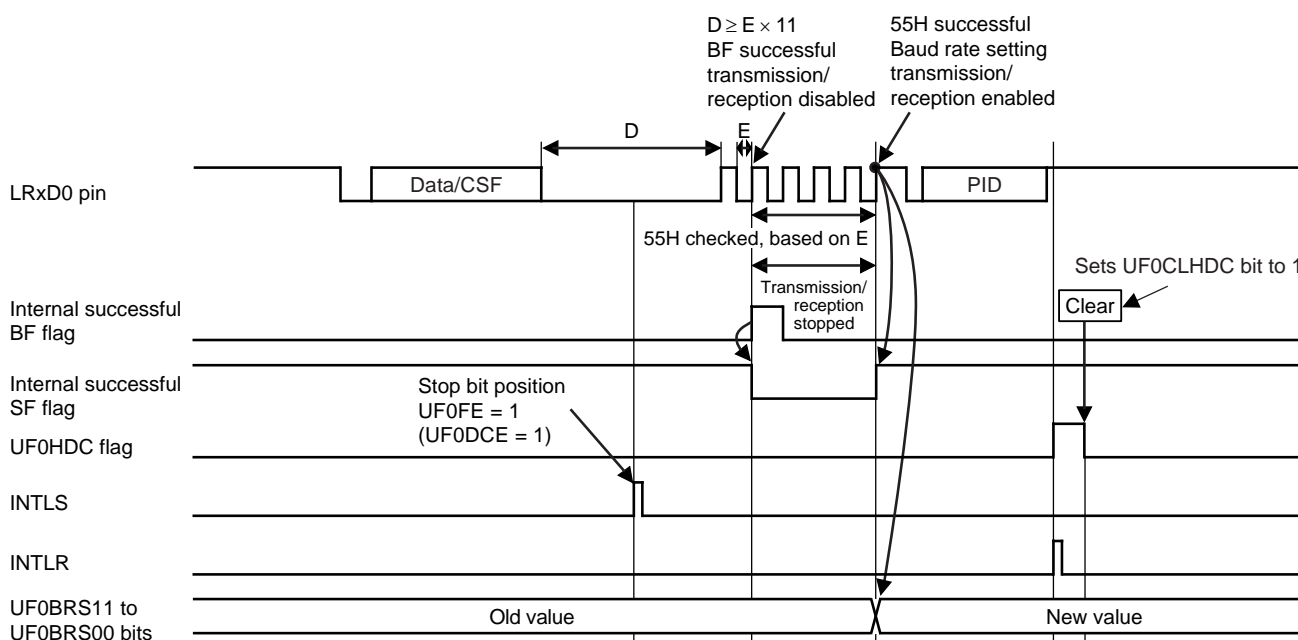 D ≥ E × 11
BF successful
transmission/
reception disabled
55H successful
Baud rate setting
transmission/
reception enabled
D
E
LRxD0 pin
Data/CSF
PID
55H checked, based on E
Transmission/
reception
stopped
Sets UF0CLHDC bit to 1
Clear
Internal successful
BF flag
Internal successful
SF flag
Stop bit position
UF0FE = 1
(UF0DCE = 1)
UF0HDC flag
INTLS
INTLR
UF0BRS11 to
UF0BRS00 bits
Old value
New value